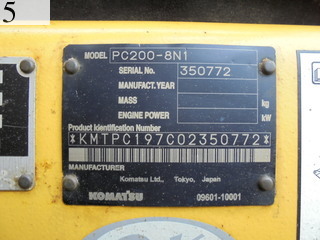 5
MODEL PC200-8N1
SERIAL No. 350772
MANUFACT. YEAR
MASS kg
ENGINE POWER kW
Product Identification Number
*KMTPC197C02350772*
Manufacturer
Komatsu Ltd., Tokyo, Japan
KOMATSU 09601-10001